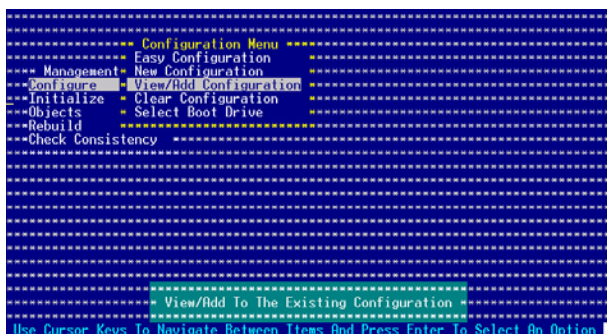 Configuration Menu
Easy Configuration
Management
New Configuration
Configure
View/Add Configuration
Initialize
Clear Configuration
Objects
Select Boot Drive
Rebuild
Check Consistency
View/Add To The Existing Configuration
Use Cursor Keys To Navigate Between Items And Press Enter To Select An Option